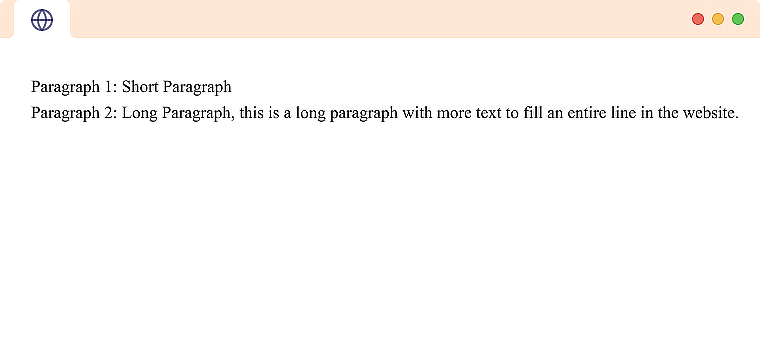 Paragraph 1: Short Paragraph
Paragraph 2: Long Paragraph, this is a long paragraph with more text to fill an entire line in the website.